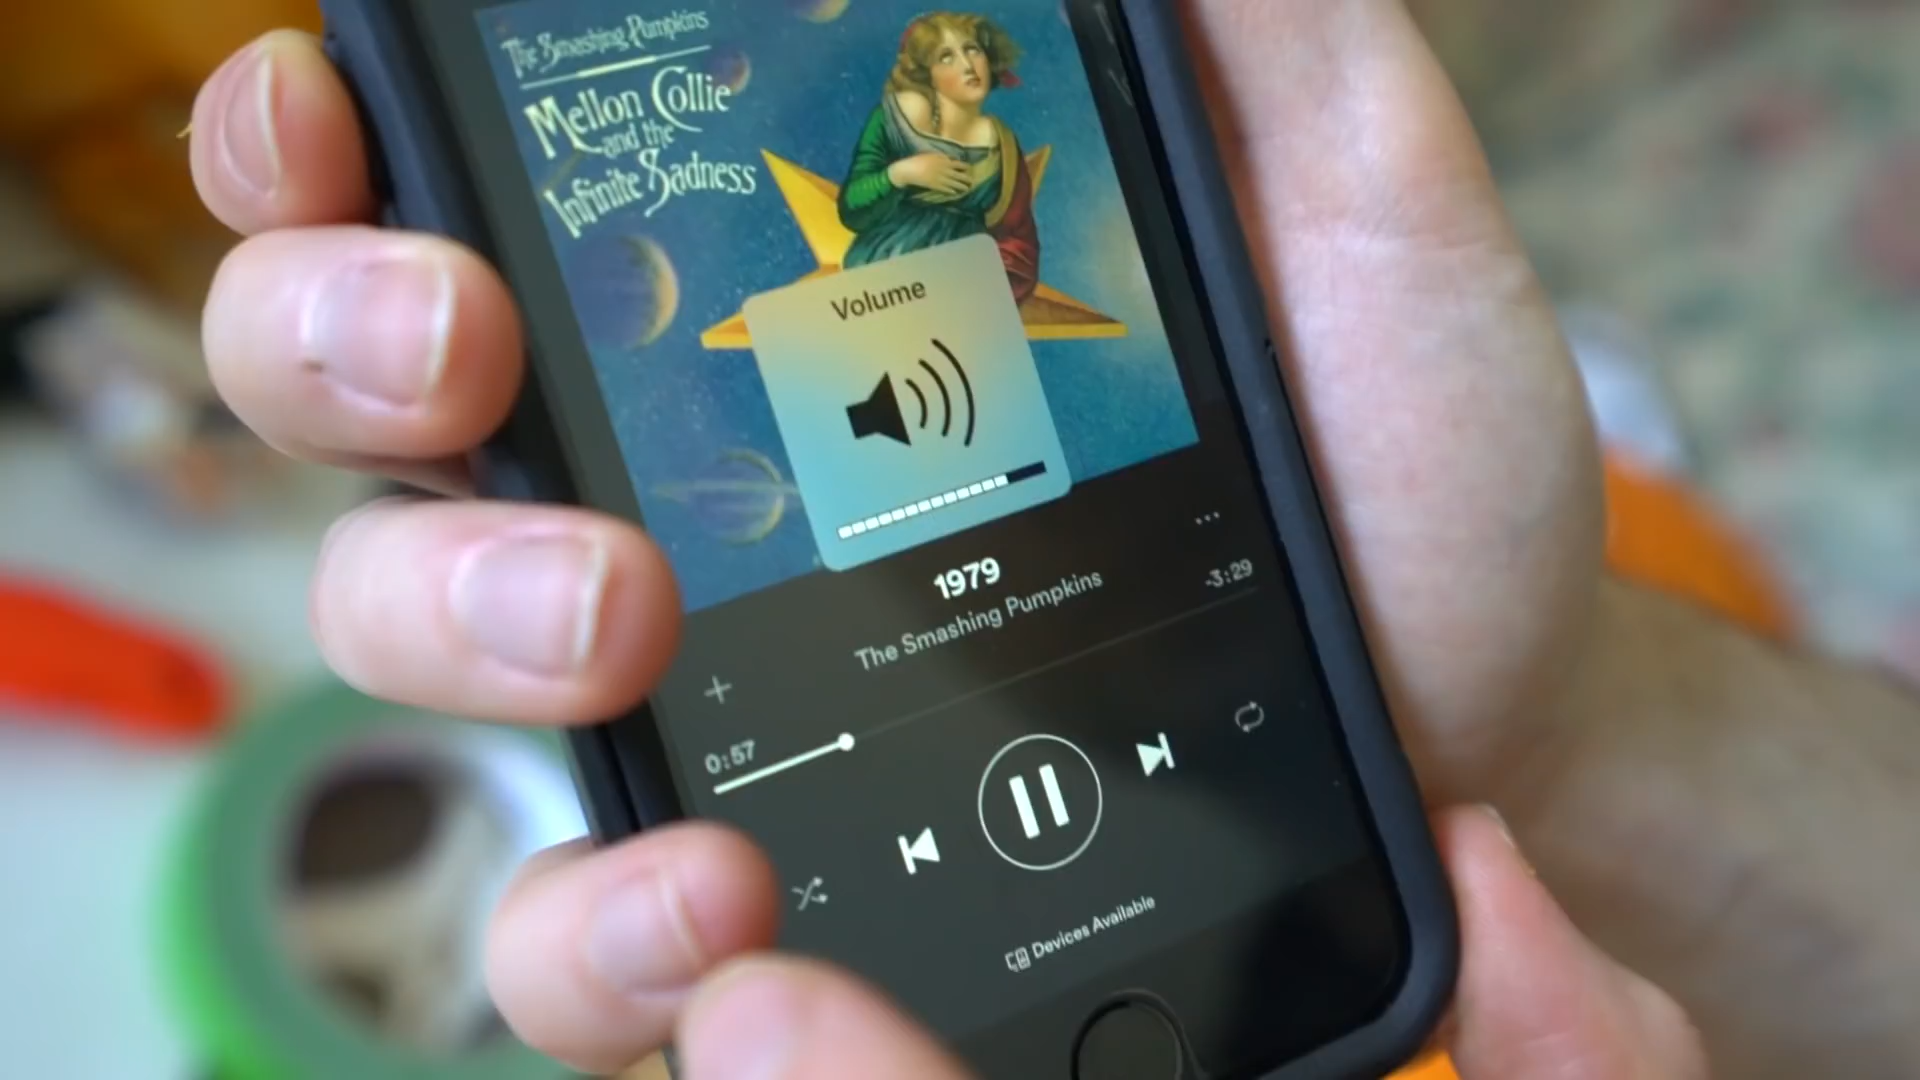 The Smashing Pumpkins
Mellon Collie
and the
Infinite Sadness
Volume
1979
The Smashing Pumpkins
-3:29
0:57
Devices Available